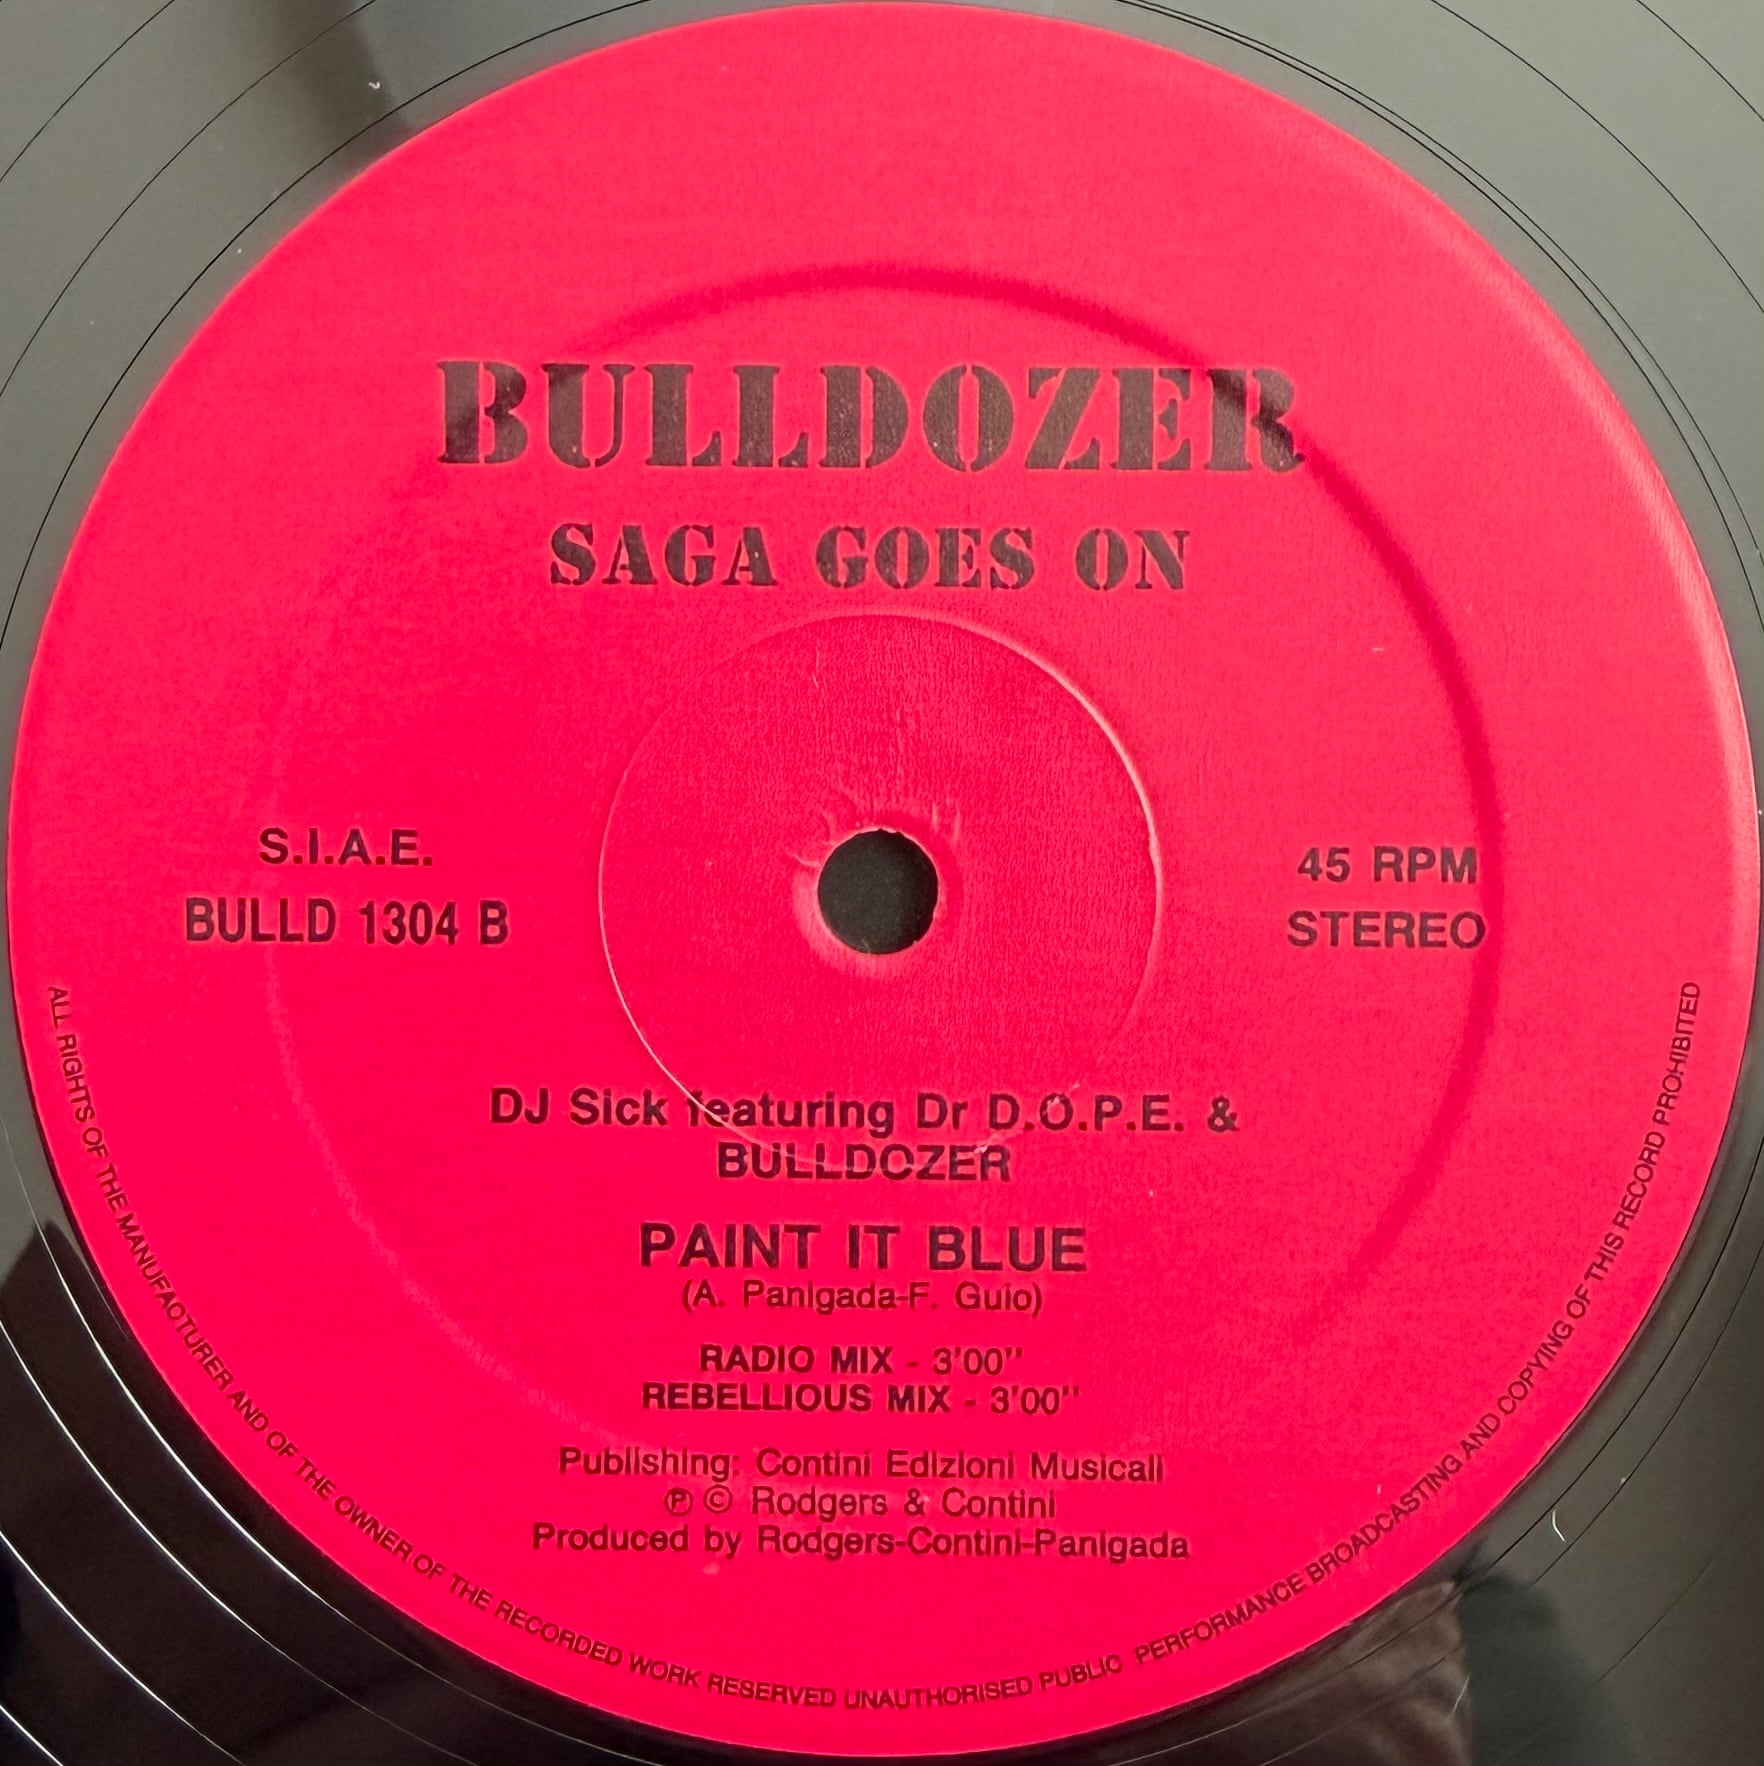 BULLDOZER
SAGA GOES ON
S.I.A.E.
BULLD 1304 B
45 RPM
STEREO
DJ Sick featuring Dr D.O.P.E. &
BULLDOZER
PAINT IT BLUE
(A. Panigada-F. Guio)
RADIO MIX - 3'00"
REBELLIOUS MIX - 3'00"
Publishing: Contini Edizioni Musicali
℗ © Rodgers & Contini
Produced by Rodgers-Contini-Panigada
ALL RIGHTS OF THE MANUFACTURER AND OF THE OWNER OF THE RECORDED WORK RESERVED UNAUTHORISED PUBLIC PERFORMANCE BROADCASTING AND COPYING OF THIS RECORD PROHIBITED